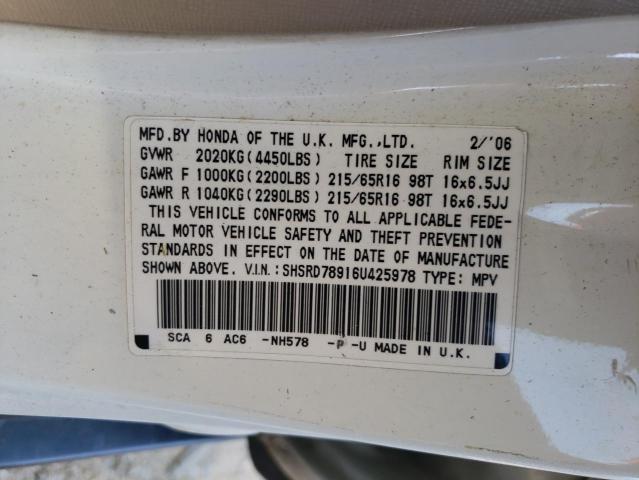 MFD.BY HONDA OF THE U.K. MFG.,LTD. 2/'06
GVWR 2020KG(4450LBS) TIRE SIZE RIM SIZE
GAWR F 1000KG(2200LBS) 215/65R16 98T 16x6.5JJ
GAWR R 1040KG(2290LBS) 215/65R16 98T 16x6.5JJ
THIS VEHICLE CONFORMS TO ALL APPLICABLE FEDE-
RAL MOTOR VEHICLE SAFETY AND THEFT PREVENTION
STANDARDS IN EFFECT ON THE DATE OF MANUFACTURE
SHOWN ABOVE. V.I.N.:SHSRD78916U425978 TYPE: MPV
SCA 6 AC6 -NH578 -P -U MADE IN U.K.